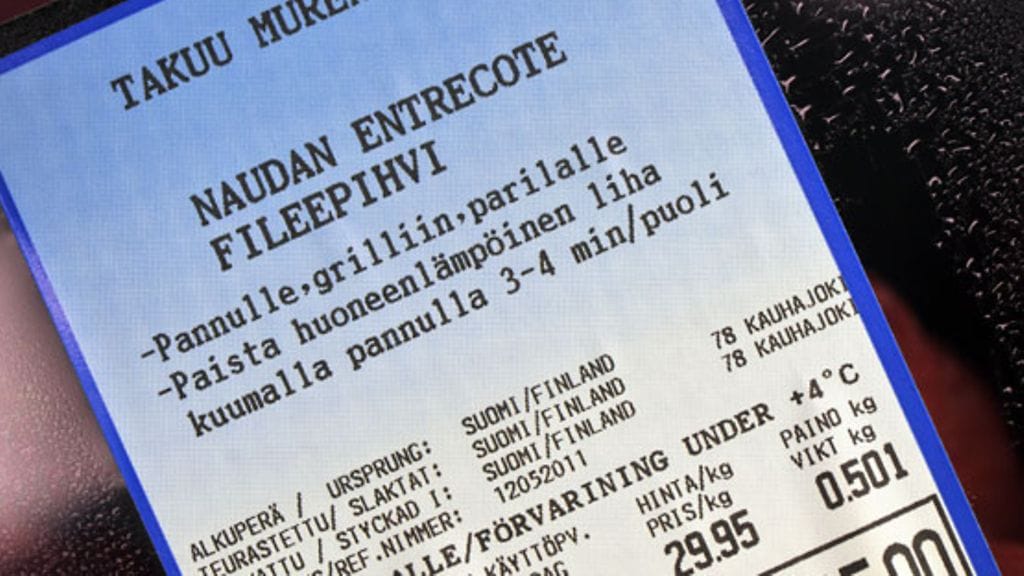 TAKUU
NAUDAN ENTRECOTE
FILEEPIHVI
-Pannulle,grilliin,parilalle
-Paista huoneenlämpöinen liha
kuumalla pannulla 3-4 min/puoli
ALKUPERÄ / URSPRUNG: SUOMI/FINLAND
TEURASTETTU/ SLAKTAT: SUOMI/FINLAND 78 KAUHAJOKI
/ STYCKAD I: SUOMI/FINLAND 78 KAUHAJOKI
/REF.NIMMER: 12052011
/FÖRVARINING UNDER +4°C
KÄYTTÖPV. HINTA/kg PAINO kg
PRIS/kg VIKT kg
29.95 0.501